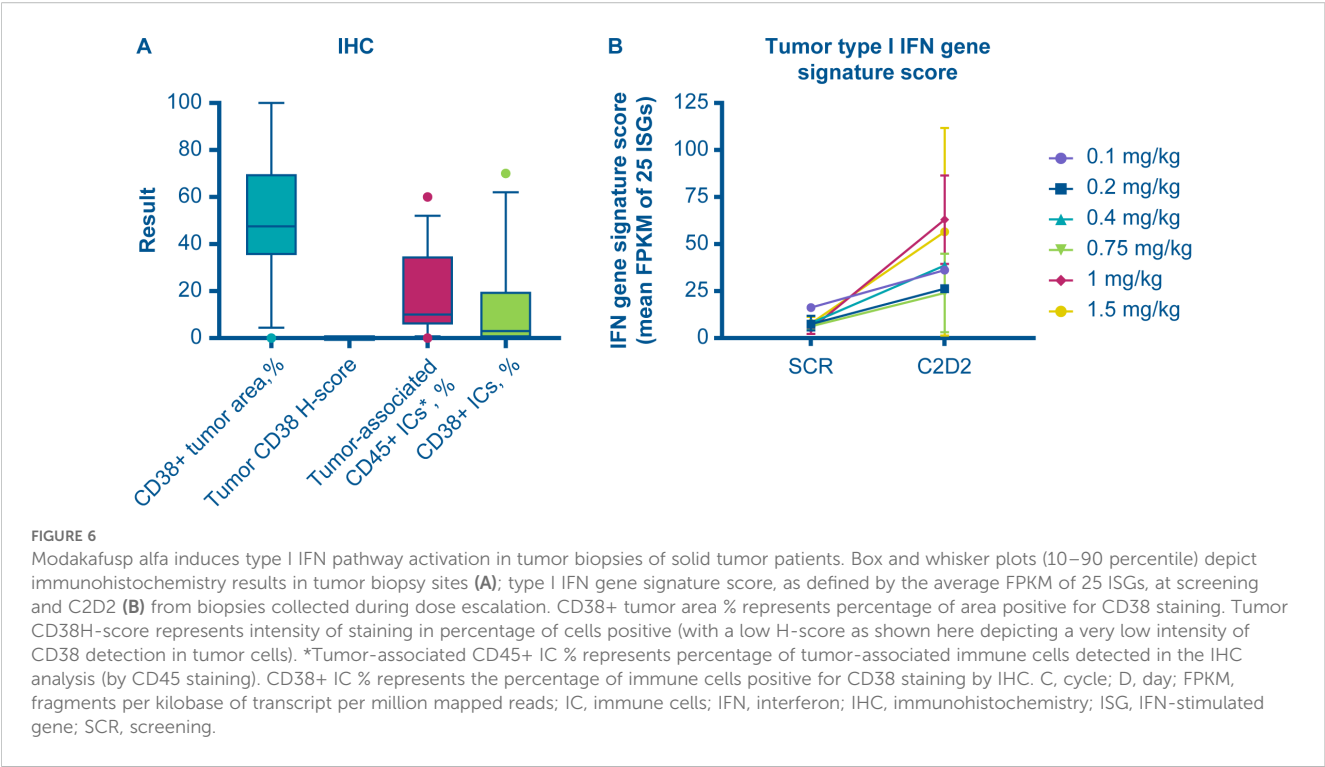 A
IHC
Result
100
80
60
40
20
0
CD38+ tumor area,%
Tumor CD38 H-score
Tumor-associated
CD45+ ICs*, %
CD38+ ICs, %
B
Tumor type I IFN gene
signature score
IFN gene signature score
(mean FPKM of 25 ISGs)
125
100
75
50
25
0
SCR
C2D2
0.1 mg/kg
0.2 mg/kg
0.4 mg/kg
0.75 mg/kg
1 mg/kg
1.5 mg/kg
FIGURE 6
Modakafusp alfa induces type I IFN pathway activation in tumor biopsies of solid tumor patients. Box and whisker plots (10–90 percentile) depict
immunohistochemistry results in tumor biopsy sites (A); type I IFN gene signature score, as defined by the average FPKM of 25 ISGs, at screening
and C2D2 (B) from biopsies collected during dose escalation. CD38+ tumor area % represents percentage of area positive for CD38 staining. Tumor
CD38H-score represents intensity of staining in percentage of cells positive (with a low H-score as shown here depicting a very low intensity of
CD38 detection in tumor cells). *Tumor-associated CD45+ IC % represents percentage of tumor-associated immune cells detected in the IHC
analysis (by CD45 staining). CD38+ IC % represents the percentage of immune cells positive for CD38 staining by IHC. C, cycle; D, day; FPKM,
fragments per kilobase of transcript per million mapped reads; IC, immune cells; IFN, interferon; IHC, immunohistochemistry; ISG, IFN-stimulated
gene; SCR, screening.